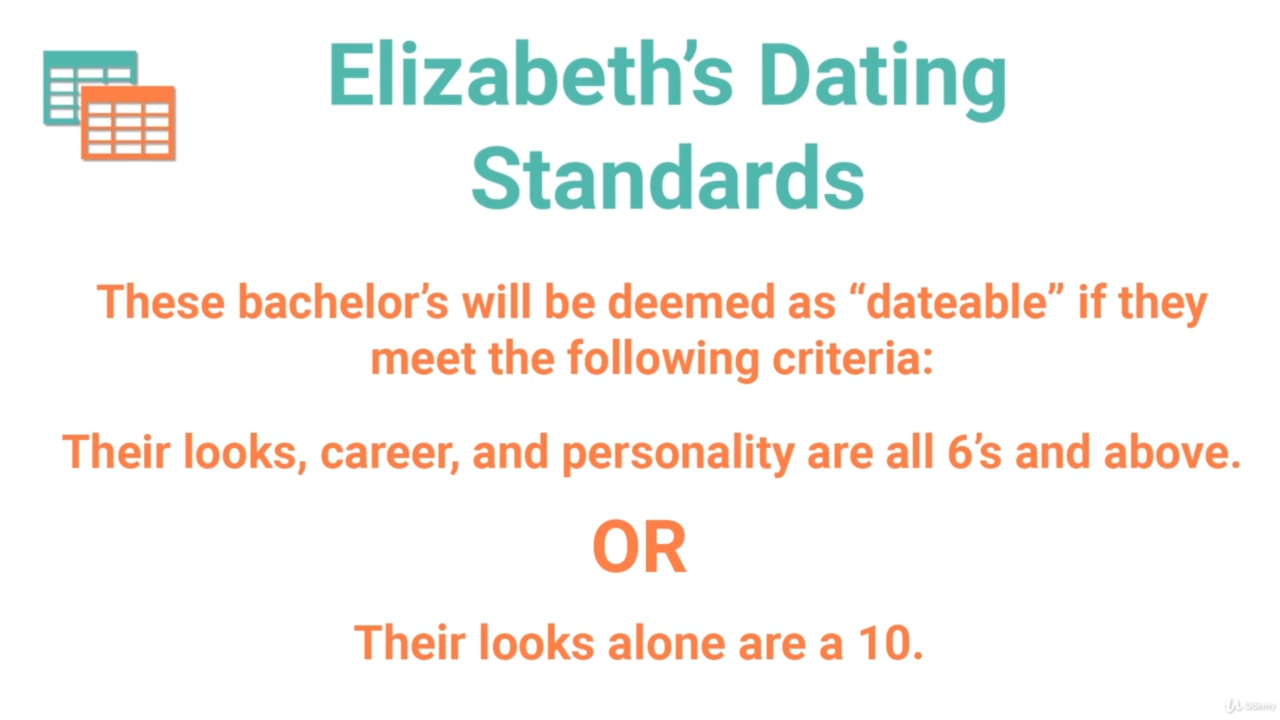 Elizabeth’s Dating
Standards
These bachelor’s will be deemed as “dateable” if they
meet the following criteria:
Their looks, career, and personality are all 6’s and above.
OR
Their looks alone are a 10.
Udemy